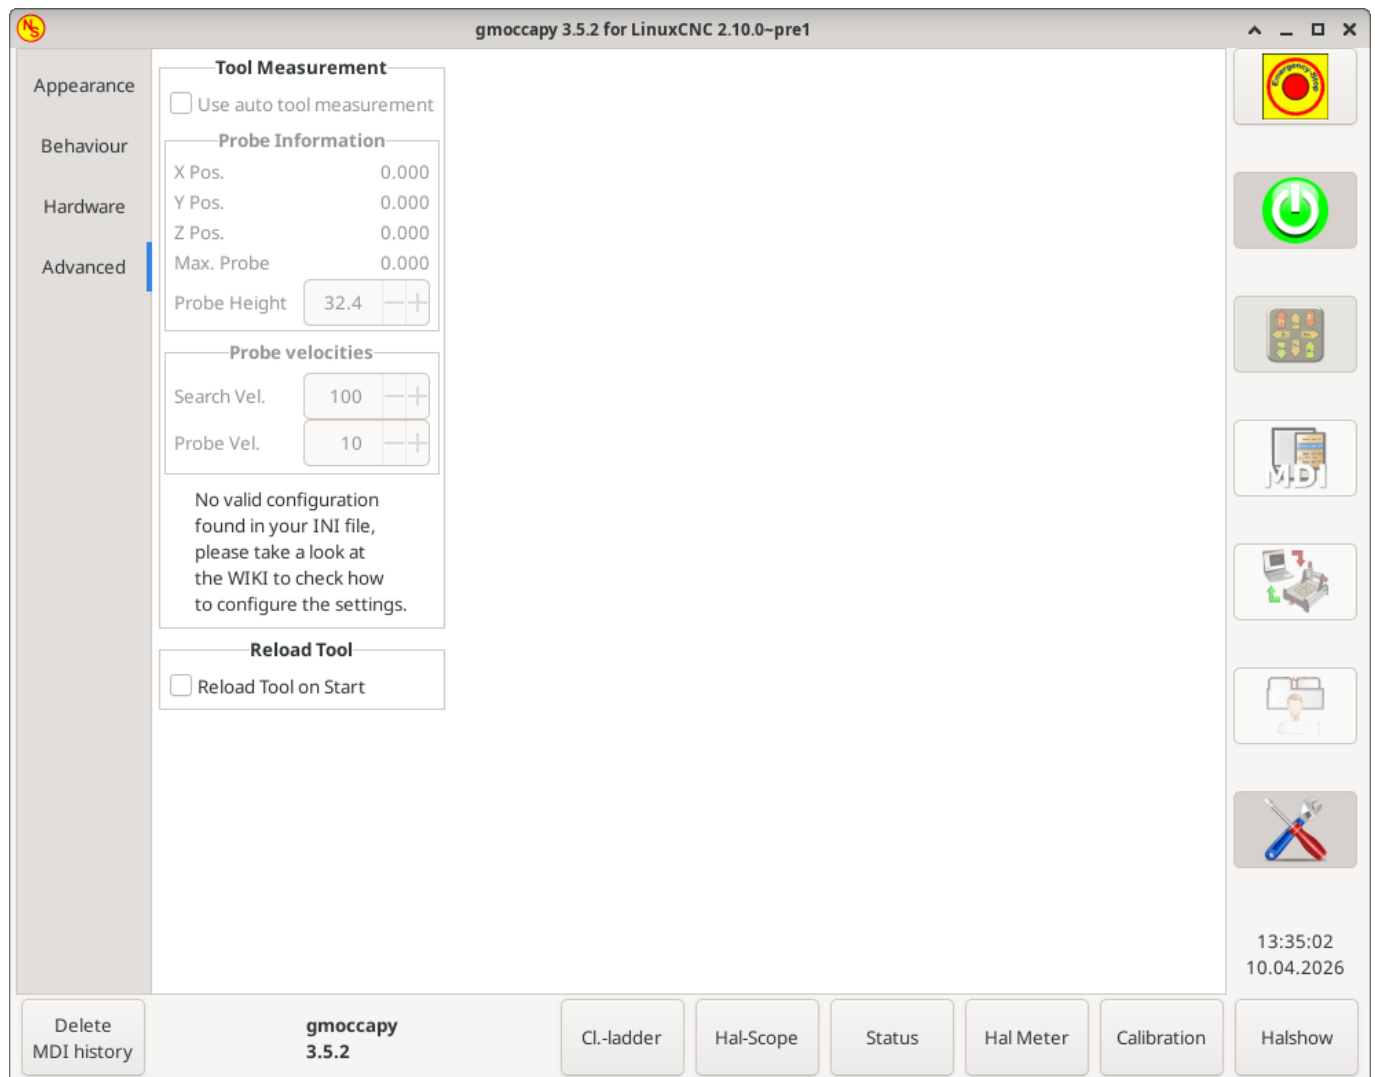 NS
gmoccapy 3.5.2 for LinuxCNC 2.10.0~pre1
Appearance
Behaviour
Hardware
Advanced
Tool Measurement
Use auto tool measurement
Probe Information
X Pos. 0.000
Y Pos. 0.000
Z Pos. 0.000
Max. Probe 0.000
Probe Height 32.4
Probe velocities
Search Vel. 100
Probe Vel. 10
No valid configuration
found in your INI file,
please take a look at
the WIKI to check how
to configure the settings.
Reload Tool
Reload Tool on Start
Emergency-Stop
MDI
13:35:02
10.04.2026
Delete
MDI history
gmoccapy
3.5.2
Cl.-ladder
Hal-Scope
Status
Hal Meter
Calibration
Halshow